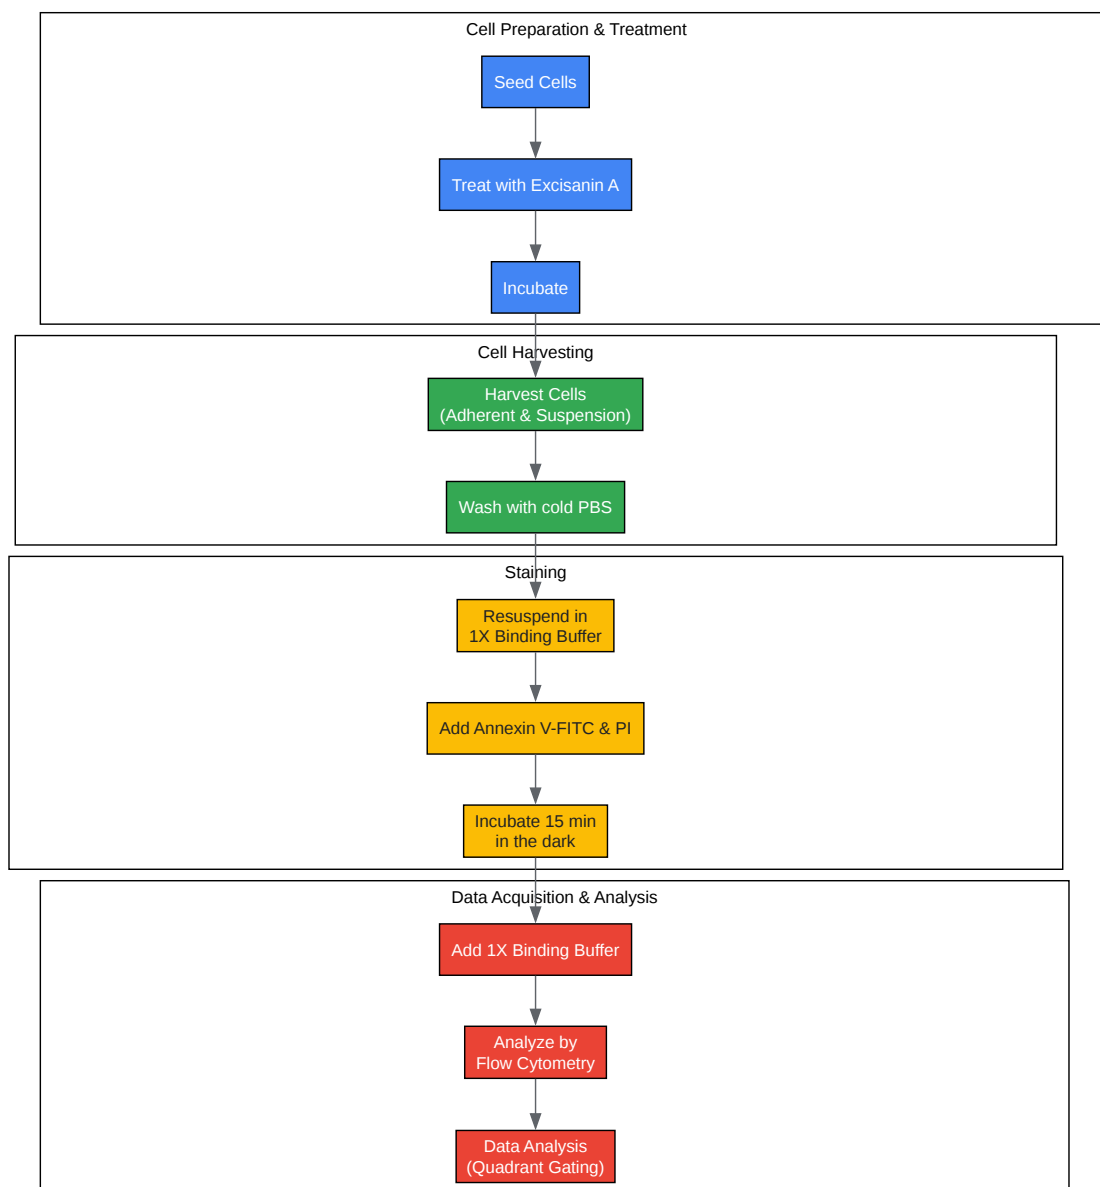 Cell Preparation & Treatment
Seed Cells
Treat with Excisanin A
Incubate
Cell Harvesting
Harvest Cells
(Adherent & Suspension)
Wash with cold PBS
Staining
Resuspend in
1X Binding Buffer
Add Annexin V-FITC & PI
Incubate 15 min
in the dark
Data Acquisition & Analysis
Add 1X Binding Buffer
Analyze by
Flow Cytometry
Data Analysis
(Quadrant Gating)